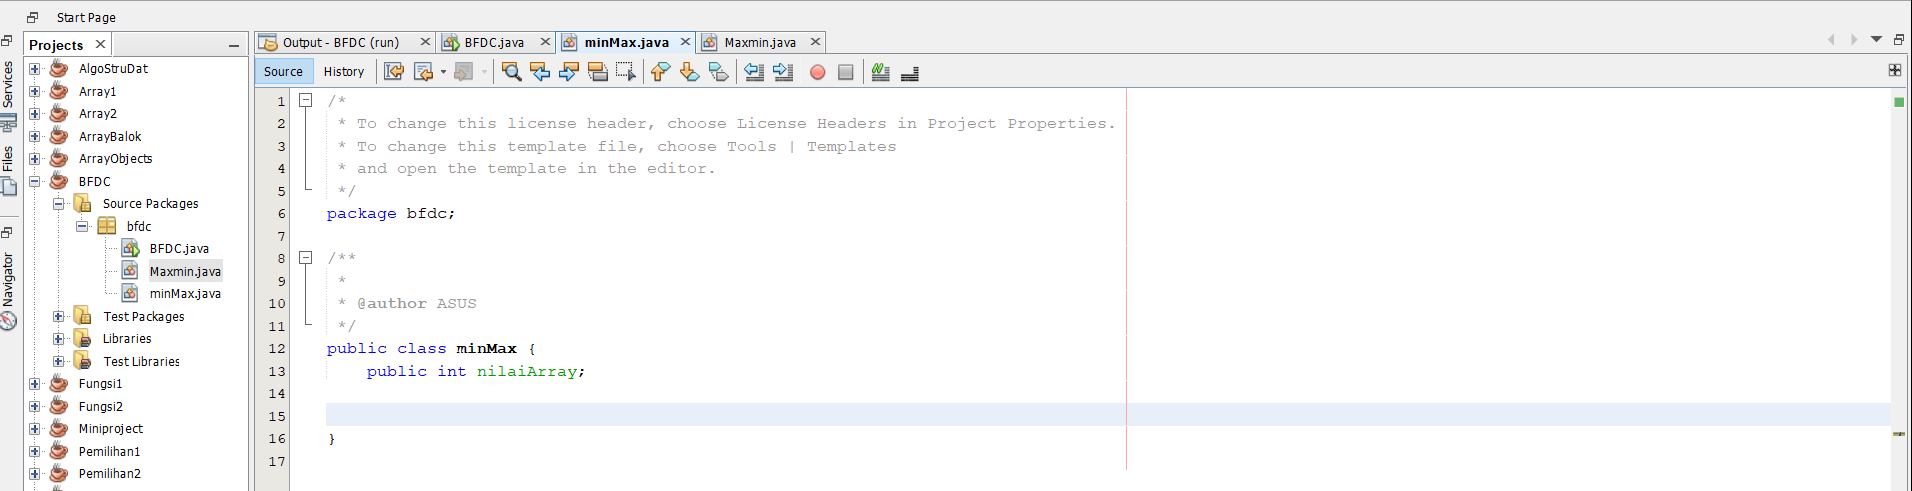 Start Page
Services
Files
Navigator
Projects
AlgoStruDat
Array1
Array2
ArrayBalok
ArrayObjects
BFDC
Source Packages
bfdc
BFDC.java
Maxmin.java
minMax.java
Test Packages
Libraries
Test Libraries
Fungsi1
Fungsi2
Miniproject
Pemilihan1
Pemilihan2
Output - BFDC (run) BFDC.java minMax.java Maxmin.java
Source History
1 /*
2 * To change this license header, choose License Headers in Project Properties.
3 * To change this template file, choose Tools | Templates
4 * and open the template in the editor.
5 */
6 package bfdc;
7
8 /**
9 *
10 * @author ASUS
11 */
12 public class minMax {
13 public int nilaiArray;
14
15
16 }
17